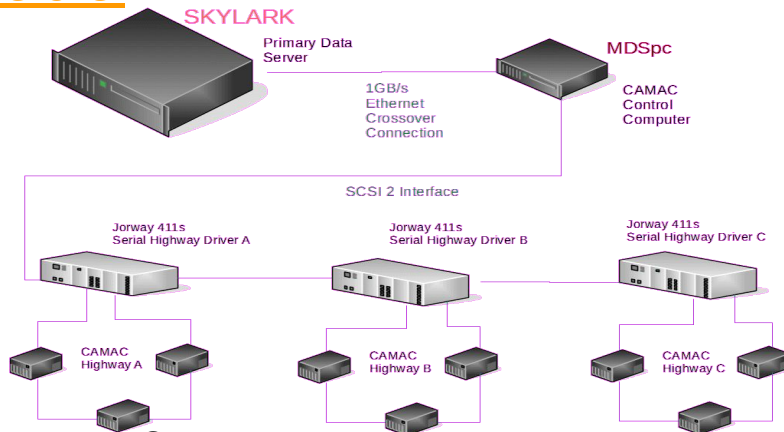 SKYLARK
Primary Data
Server
MDSpc
1GB/s
Ethernet
Crossover
Connection
CAMAC
Control
Computer
SCSI 2 Interface
Jorway 411s
Serial Highway Driver A
Jorway 411s
Serial Highway Driver B
Jorway 411s
Serial Highway Driver C
CAMAC
Highway A
CAMAC
Highway B
CAMAC
Highway C